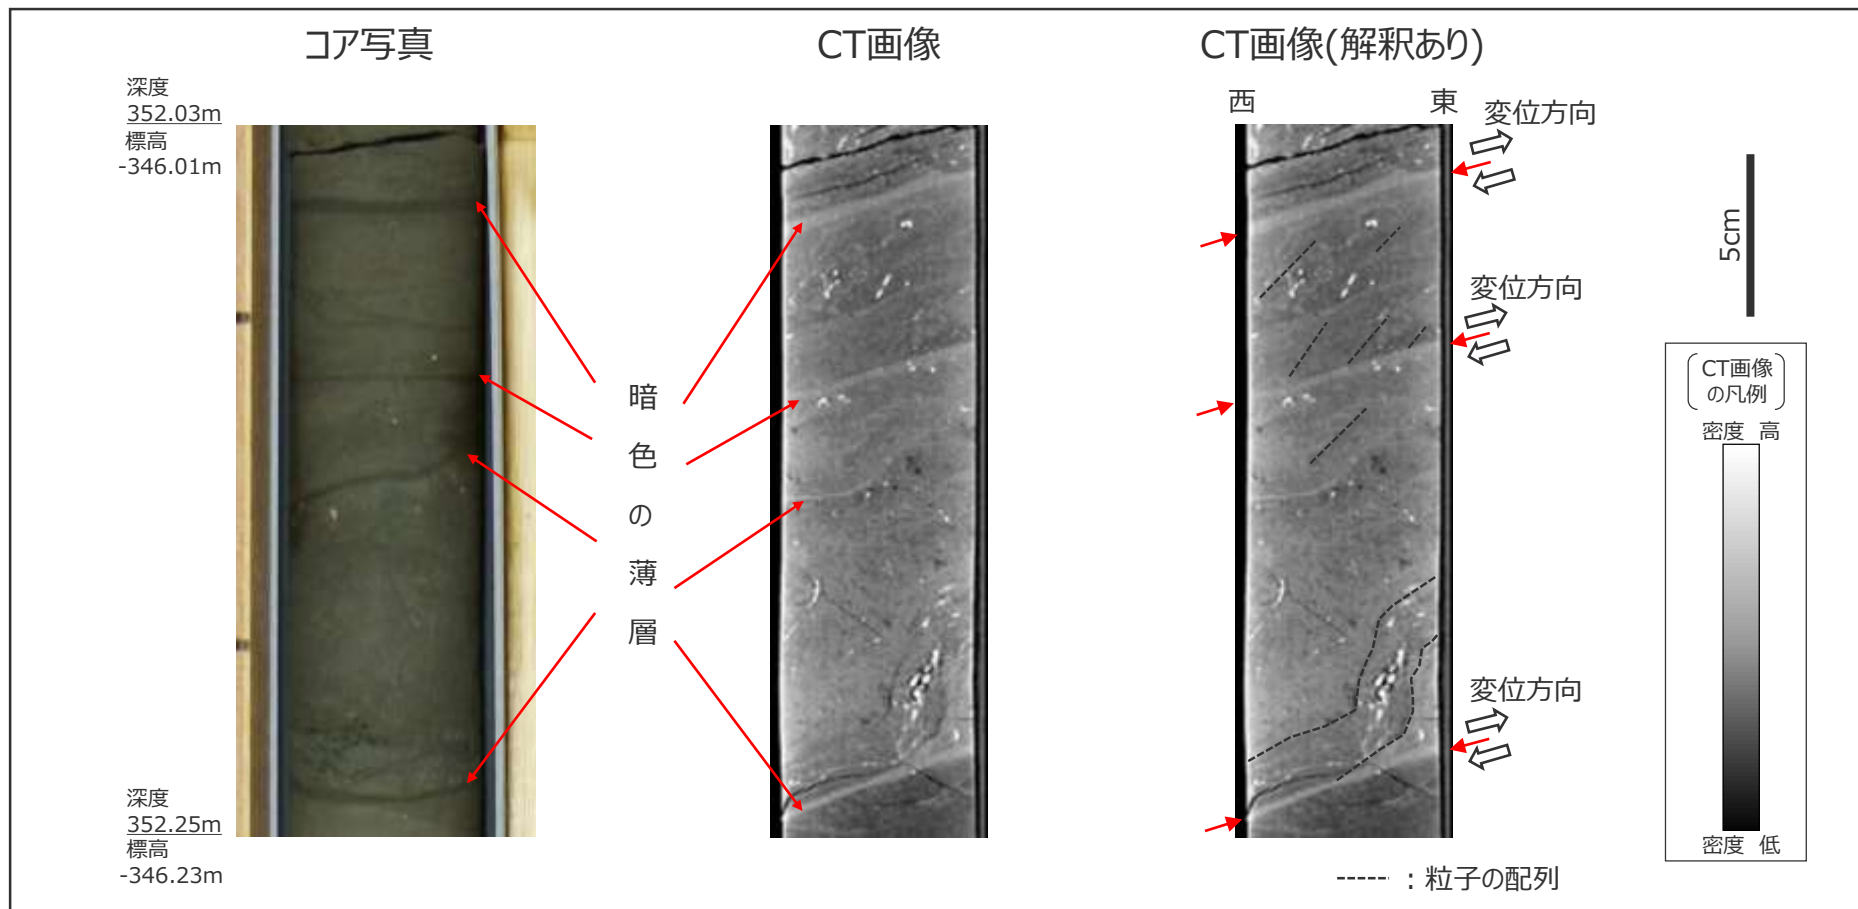 コア写真
CT画像
CT画像(解釈あり)
深度
352.03m
標高
-346.01m
西
東
変位方向
変位方向
変位方向
5cm
暗色の薄層
CT画像
の凡例
密度 高
密度 低
深度
352.25m
標高
-346.23m
：粒子の配列